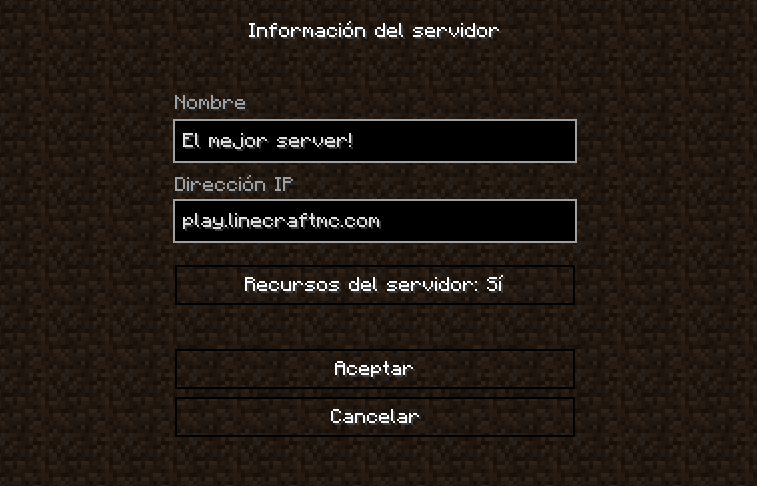 Información del servidor
Nombre
El mejor server!
Dirección IP
play.linecraftmc.com
Recursos del servidor: Sí
Aceptar
Cancelar